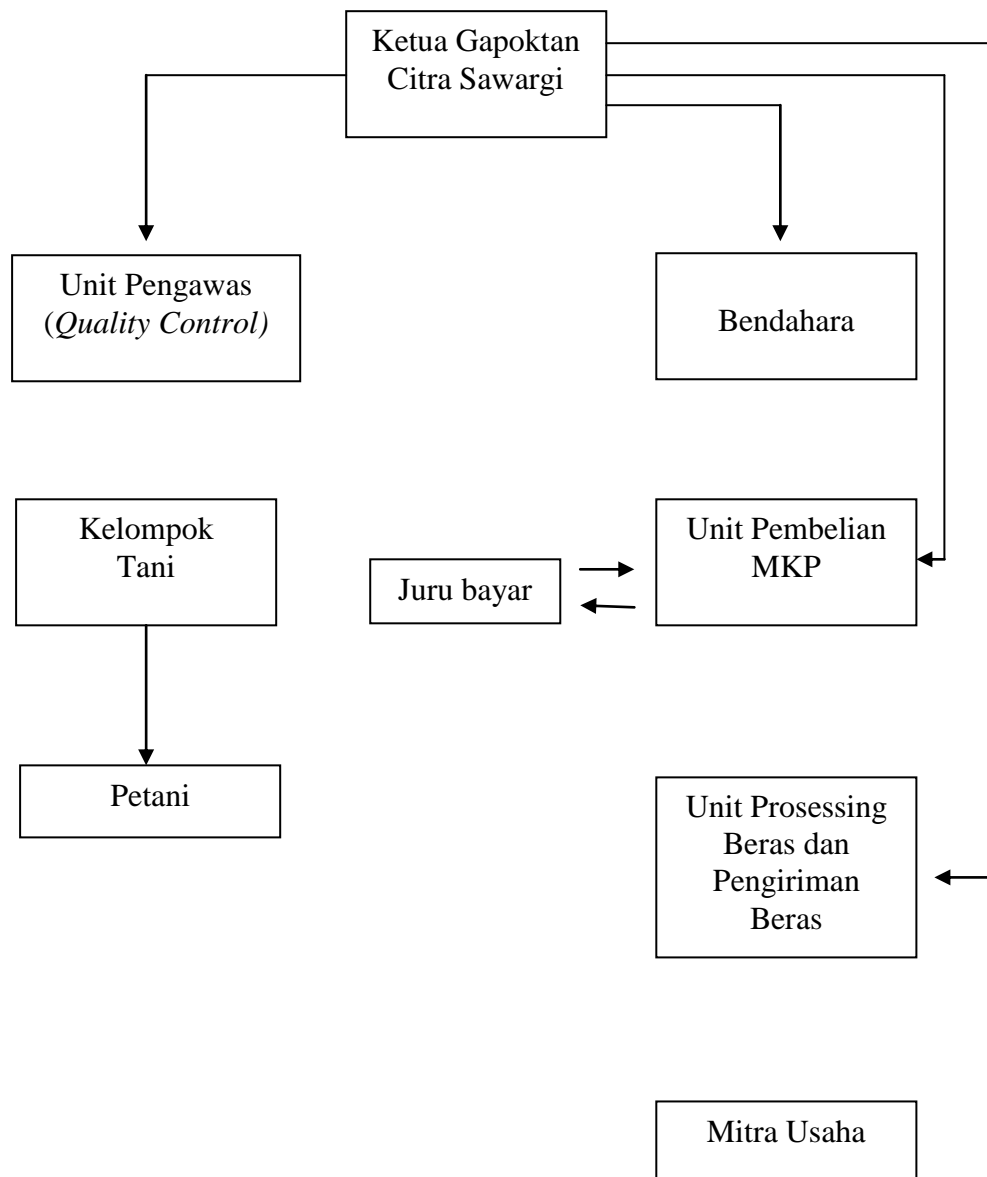 Ketua Gapoktan
Citra Sawargi
Unit Pengawas
(Quality Control)
Bendahara
Kelompok
Tani
Juru bayar
Unit Pembelian
MKP
Petani
Unit Prosessing
Beras dan
Pengiriman
Beras
Mitra Usaha